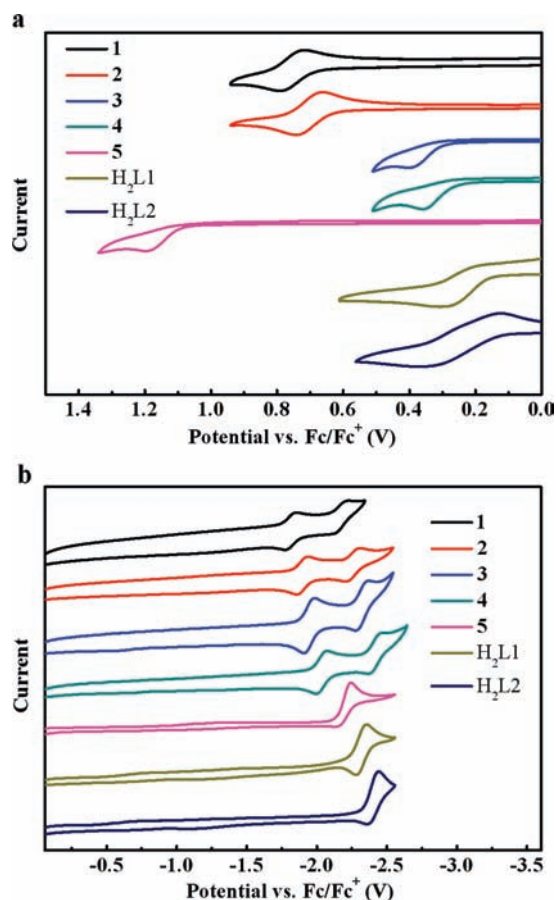 a
1
2
3
4
5
H₂L1
H₂L2
Current
1.4 1.2 1.0 0.8 0.6 0.4 0.2 0.0
Potential vs. Fc/Fc⁺ (V)
b
1
2
3
4
5
H₂L1
H₂L2
Current
-0.5 -1.0 -1.5 -2.0 -2.5 -3.0 -3.5
Potential vs. Fc/Fc⁺ (V)